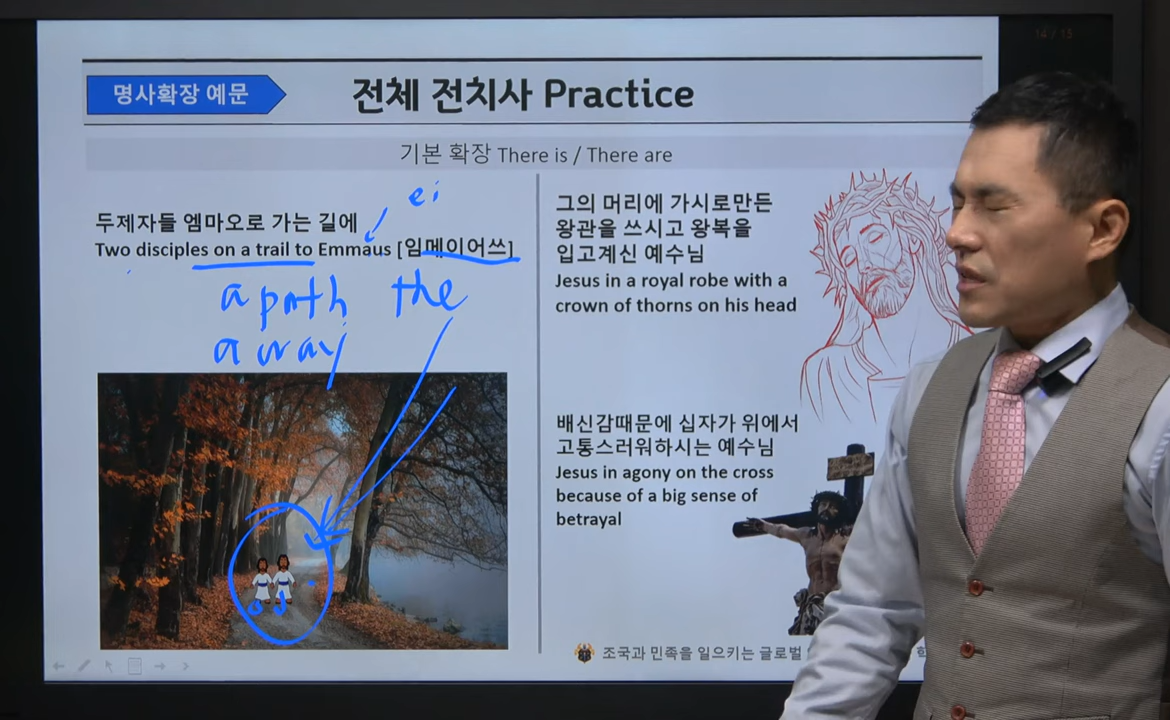 14 / 15
명사확장 예문
전체 전치사 Practice
기본 확장 There is / There are
ei
두제자들 엠마오로 가는 길에
Two disciples on a trail to Emmaus [임메이어쓰]
a path the
a way
그의 머리에 가시로만든
왕관을 쓰시고 왕복을
입고계신 예수님
Jesus in a royal robe with a
crown of thorns on his head
배신감때문에 십자가 위에서
고통스러워하시는 예수님
Jesus in agony on the cross
because of a big sense of
betrayal
조국과 민족을 일으키는 글로벌